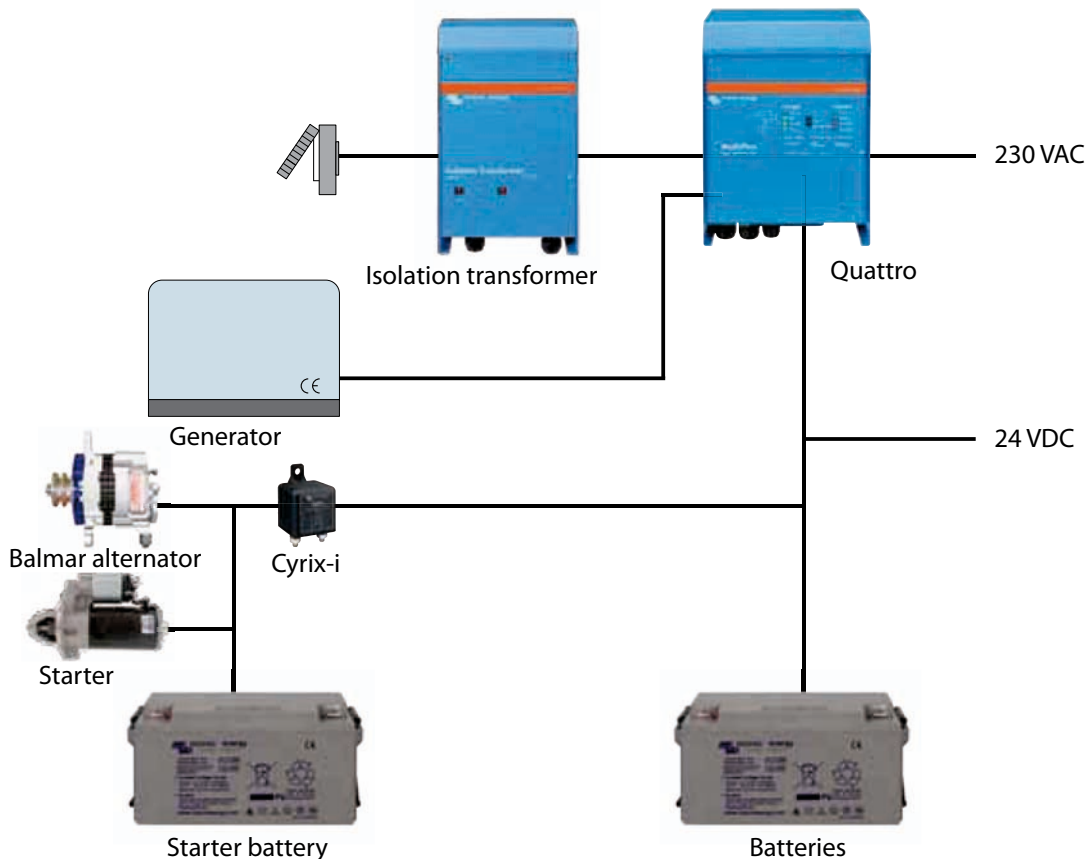 230 VAC
Isolation transformer
Quattro
CE
Generator
24 VDC
Balmar alternator
Cyrix-i
Starter
Starter battery
Batteries